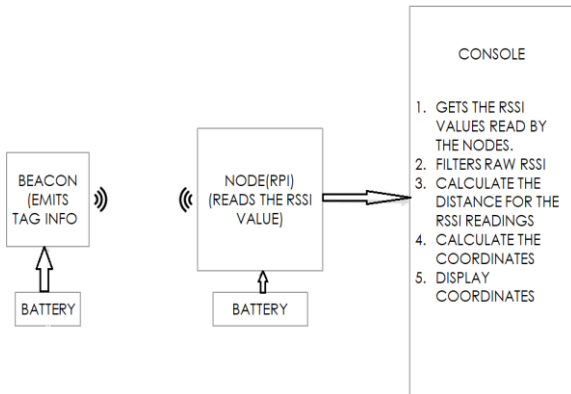 BEACON
(EMITS
TAG INFO
BATTERY
NODE(RPI)
(READS THE RSSI
VALUE)
BATTERY
CONSOLE
1. GETS THE RSSI
VALUES READ BY
THE NODES.
2. FILTERS RAW RSSI
3. CALCULATE THE
DISTANCE FOR THE
RSSI READINGS
4. CALCULATE THE
COORDINATES
5. DISPLAY
COORDINATES